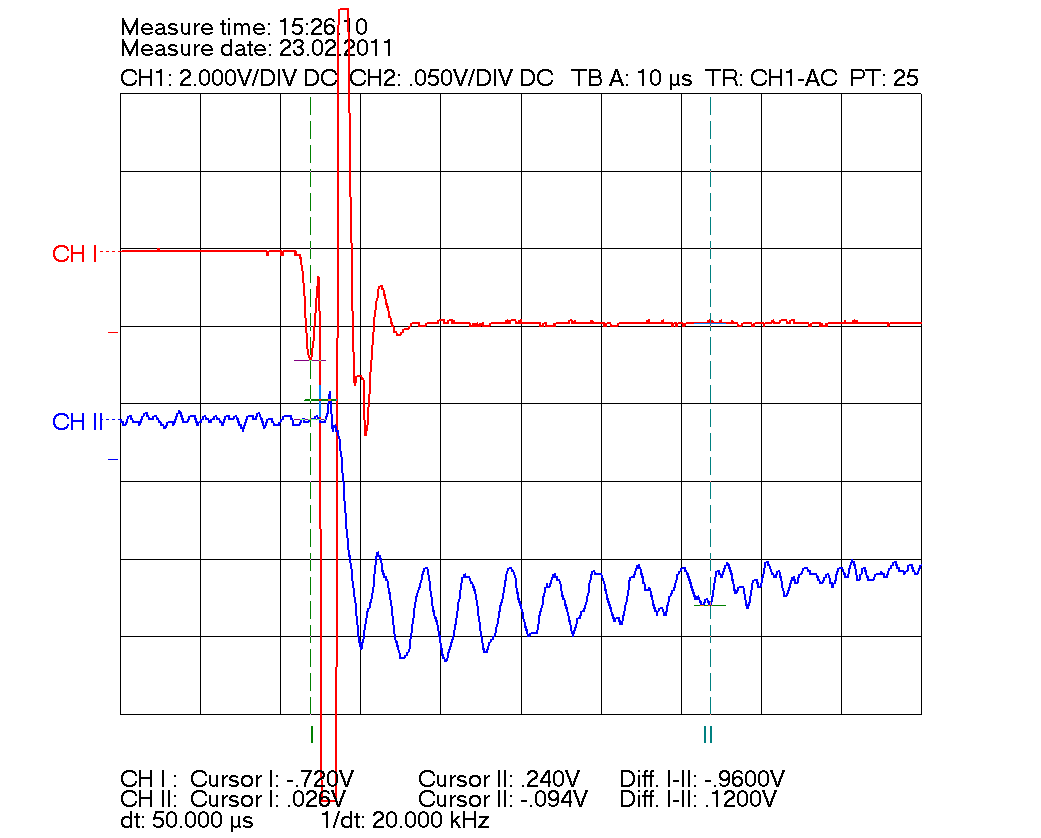 Measure time: 15:26:10
Measure date: 23.02.2011
CH1: 2.000V/DIV DC CH2: .050V/DIV DC TB A: 10 µs TR: CH1-AC PT: 25
CH I
CH II
I II
CH I : Cursor I: -.720V Cursor II: .240V Diff. I-II: -.9600V
CH II: Cursor I: .026V Cursor II: -.094V Diff. I-II: .1200V
dt: 50.000 µs 1/dt: 20.000 kHz